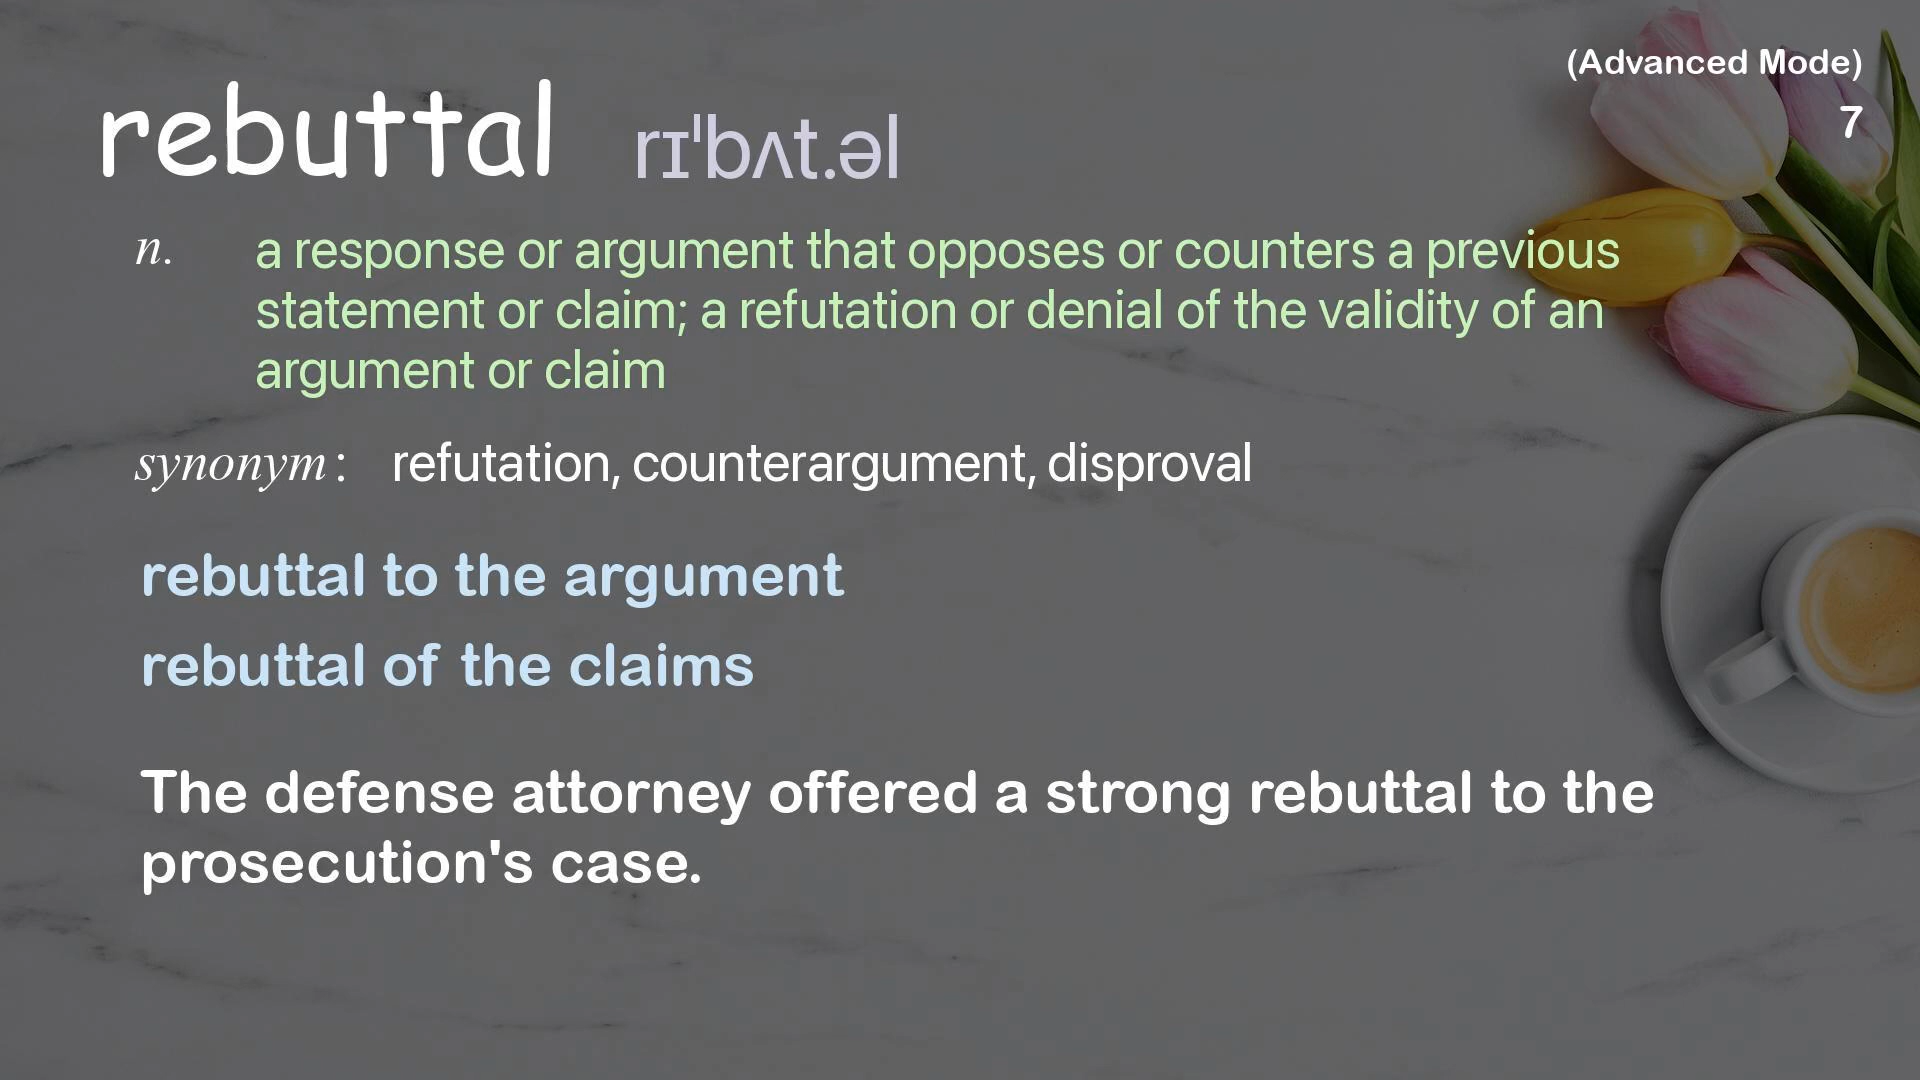 (Advanced Mode)
7
rebuttal rɪˈbʌt.əl
n. a response or argument that opposes or counters a previous
statement or claim; a refutation or denial of the validity of an
argument or claim
synonym: refutation, counterargument, disproval
rebuttal to the argument
rebuttal of the claims
The defense attorney offered a strong rebuttal to the
prosecution's case.